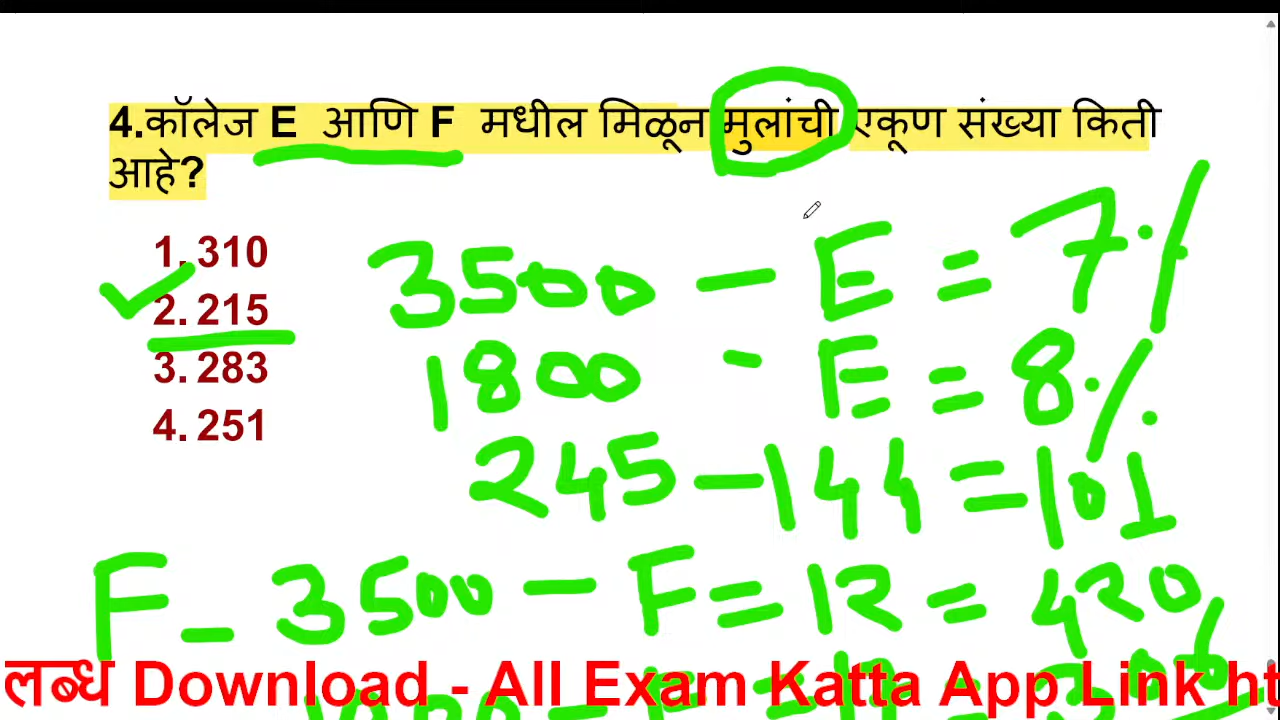 4.कॉलेज E आणि F मधील मिळून मुलांची एकूण संख्या किती
आहे?
1. 310
2. 215
3. 283
4. 251
3500 - E = 7%
1800 - E = 8%
245 - 144 = 101
F - 3500 - F = 12 = 420
लब्ध Download - All Exam Katta App Link ht